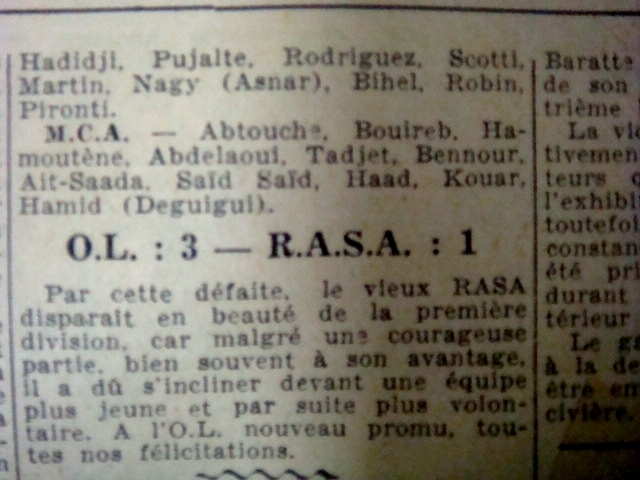 Hadidji, Pujalte, Rodriguez, Scotti,
Martin, Nagy (Asnar), Bihel, Robin,
Pironti.
M.C.A. — Abtouche, Bouireb, Ha-
moutène, Abdelaoui, Tadjet, Bennour,
Ait-Saada, Saïd Saïd, Haad, Kouar,
Hamid (Deguigui).
O.L. : 3 — R.A.S.A. : 1
Par cette défaite, le vieux RASA
disparait en beauté de la première
division, car malgré une courageuse
partie, bien souvent à son avantage,
il a dû s'incliner devant une équipe
plus jeune et par suite plus volon-
taire. A l'O.L. nouveau promu, tou-
tes nos félicitations.
Baratte
de son
trième
La
tivemen
teurs
l'exhibi
toutefoi
constan
été pri
durant
térieur
Le
à la de
être en
civière.